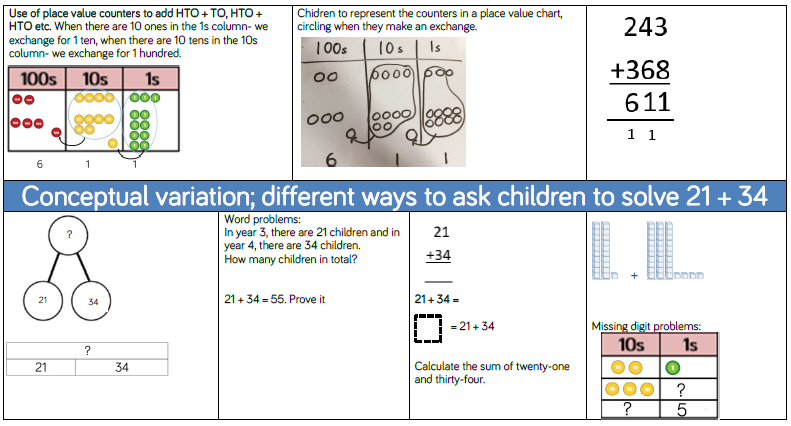 Use of place value counters to add HTO + TO, HTO +
HTO etc. When there are 10 ones in the 1s column- we
exchange for 1 ten, when there are 10 tens in the 10s
column- we exchange for 1 hundred.
100s 10s 1s
6 1 1
Chidren to represent the counters in a place value chart,
circling when they make an exchange.
100s 10s 1s
6 1 1
243
+368
611
1 1
Conceptual variation; different ways to ask children to solve 21 + 34
?
21 34
?
21 34
Word problems:
In year 3, there are 21 children and in
year 4, there are 34 children.
How many children in total?
21 + 34 = 55. Prove it
21
+34
21 + 34 =
= 21 + 34
Calculate the sum of twenty-one
and thirty-four.
+
Missing digit problems:
10s 1s
10 10 1
10 10 10 ?
? 5